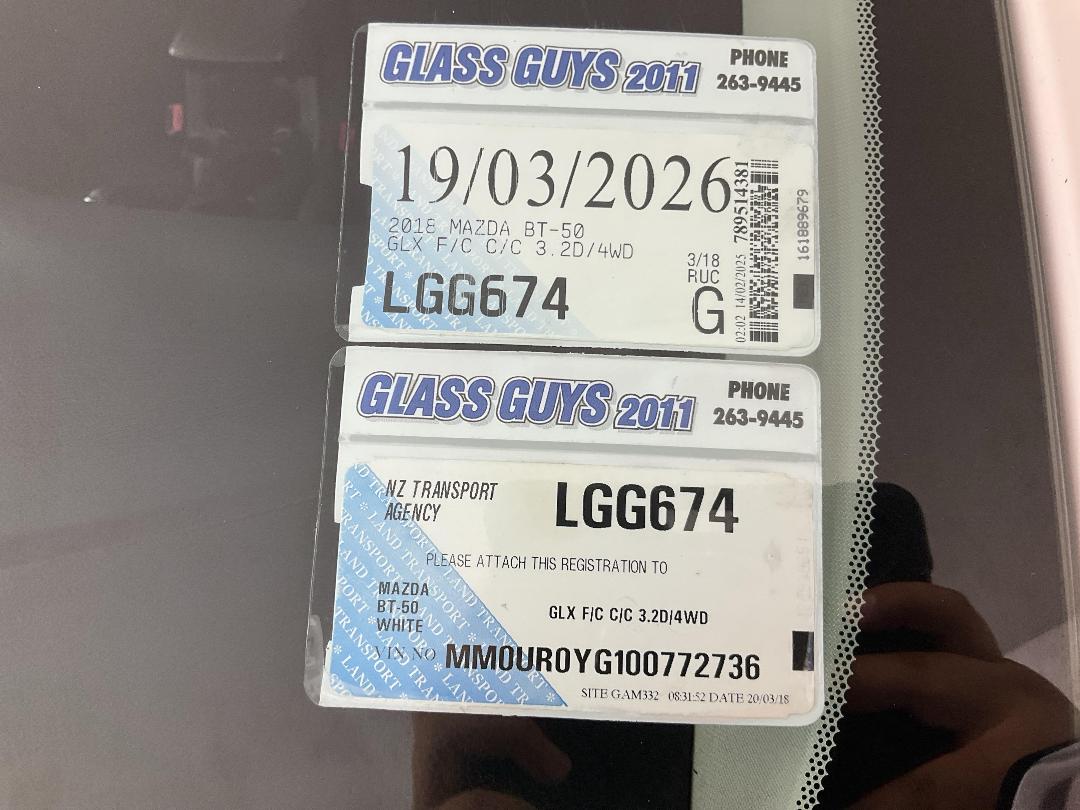 GLASS GUYS 2011
PHONE
263-9445
19/03/2026
2018 MAZDA BT-50
GLX F/C C/C 3.2D/4WD
LGG674
3/18
RUC
G
02:02 14/02/2025 789514381
161889679
GLASS GUYS 2011
PHONE
263-9445
NZ TRANSPORT
AGENCY
LGG674
PLEASE ATTACH THIS REGISTRATION TO
MAZDA
BT-50
WHITE
GLX F/C C/C 3.2D/4WD
VIN NO MMOUR0YG100772736
SITE GAM332 08:31:52 DATE 20/03/18